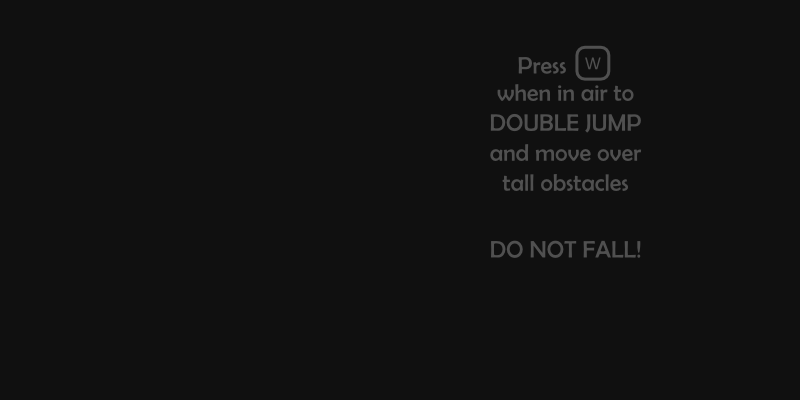 Press W
when in air to
DOUBLE JUMP
and move over
tall obstacles
DO NOT FALL!